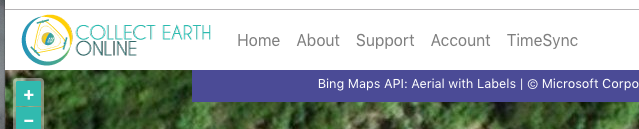 COLLECT EARTH
ONLINE
Home About Support Account TimeSync
Bing Maps API: Aerial with Labels | © Microsoft Corpo
+
−